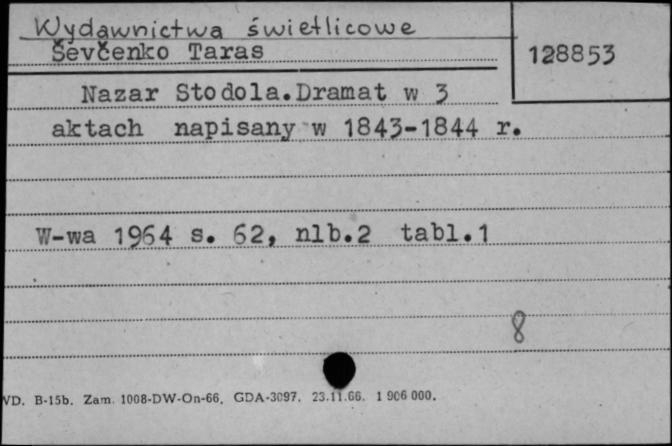 Wydawnictwa świetlicowe
Ševčenko Taras
128853
Nazar Stodola.Dramat w 3
aktach napisany w 1843-1844 r.
W-wa 1964 s. 62, nlb.2 tabl.1
8
WD. B-15b. Zam. 1008-DW-On-66. GDA-3097. 23.11.66. 1 906 000.